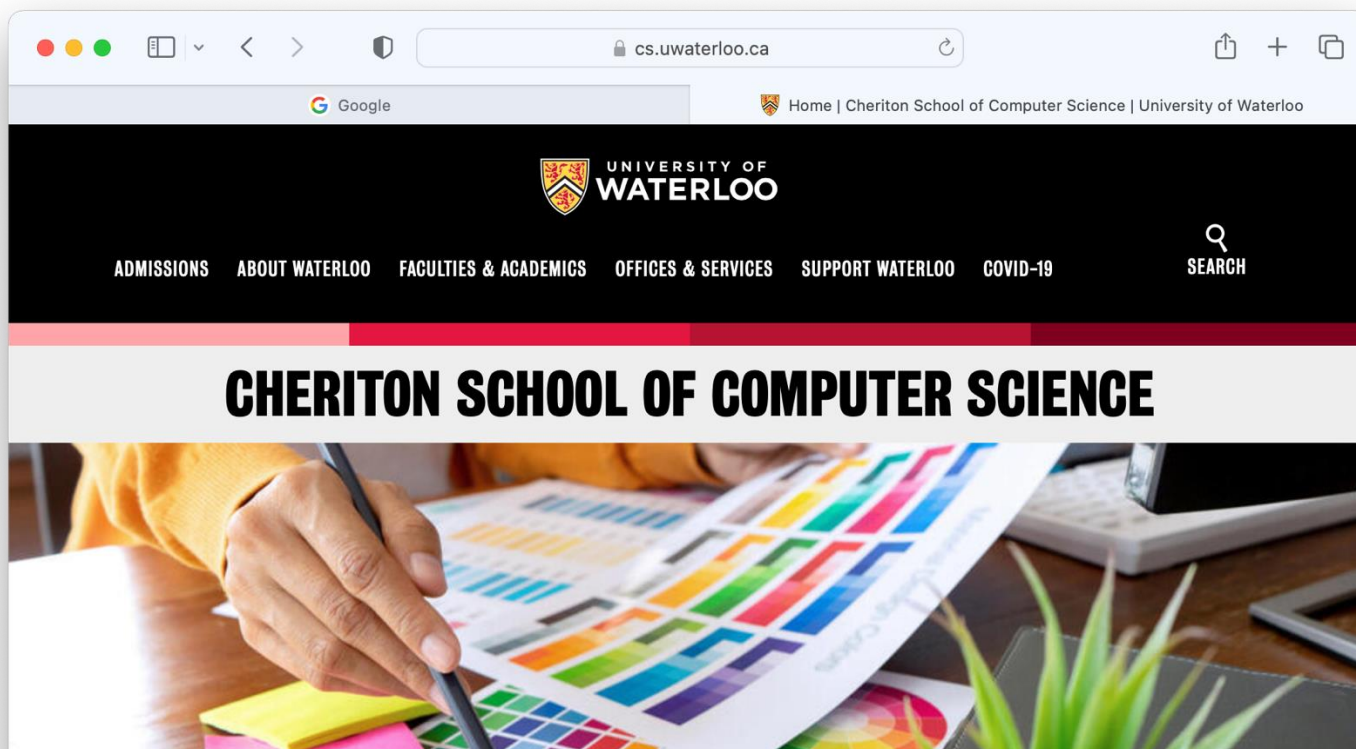 cs.uwaterloo.ca
Google
Home | Cheriton School of Computer Science | University of Waterloo
UNIVERSITY OF
WATERLOO
ADMISSIONS ABOUT WATERLOO FACULTIES & ACADEMICS OFFICES & SERVICES SUPPORT WATERLOO COVID-19
SEARCH
CHERITON SCHOOL OF COMPUTER SCIENCE